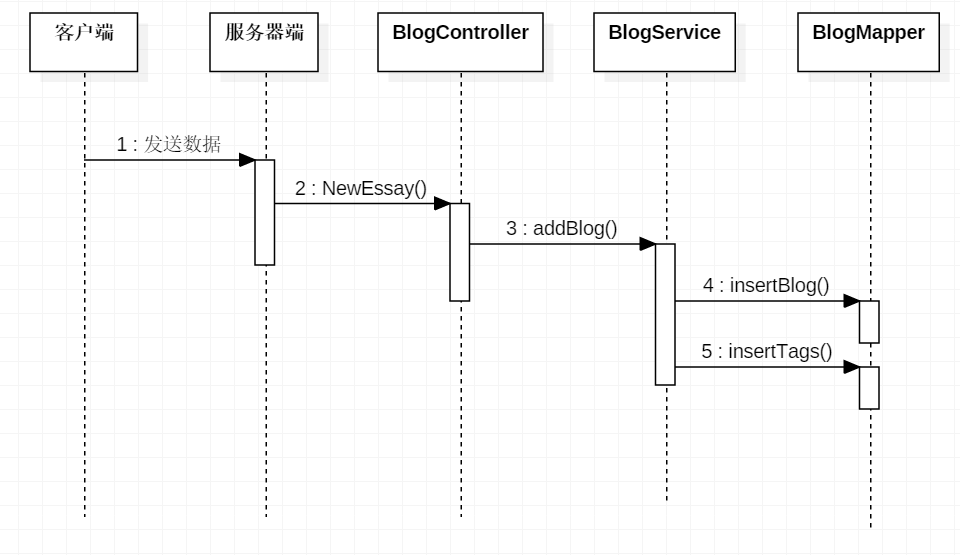 客户端
服务器端
BlogController
BlogService
BlogMapper
1 : 发送数据
2 : NewEssay()
3 : addBlog()
4 : insertBlog()
5 : insertTags()